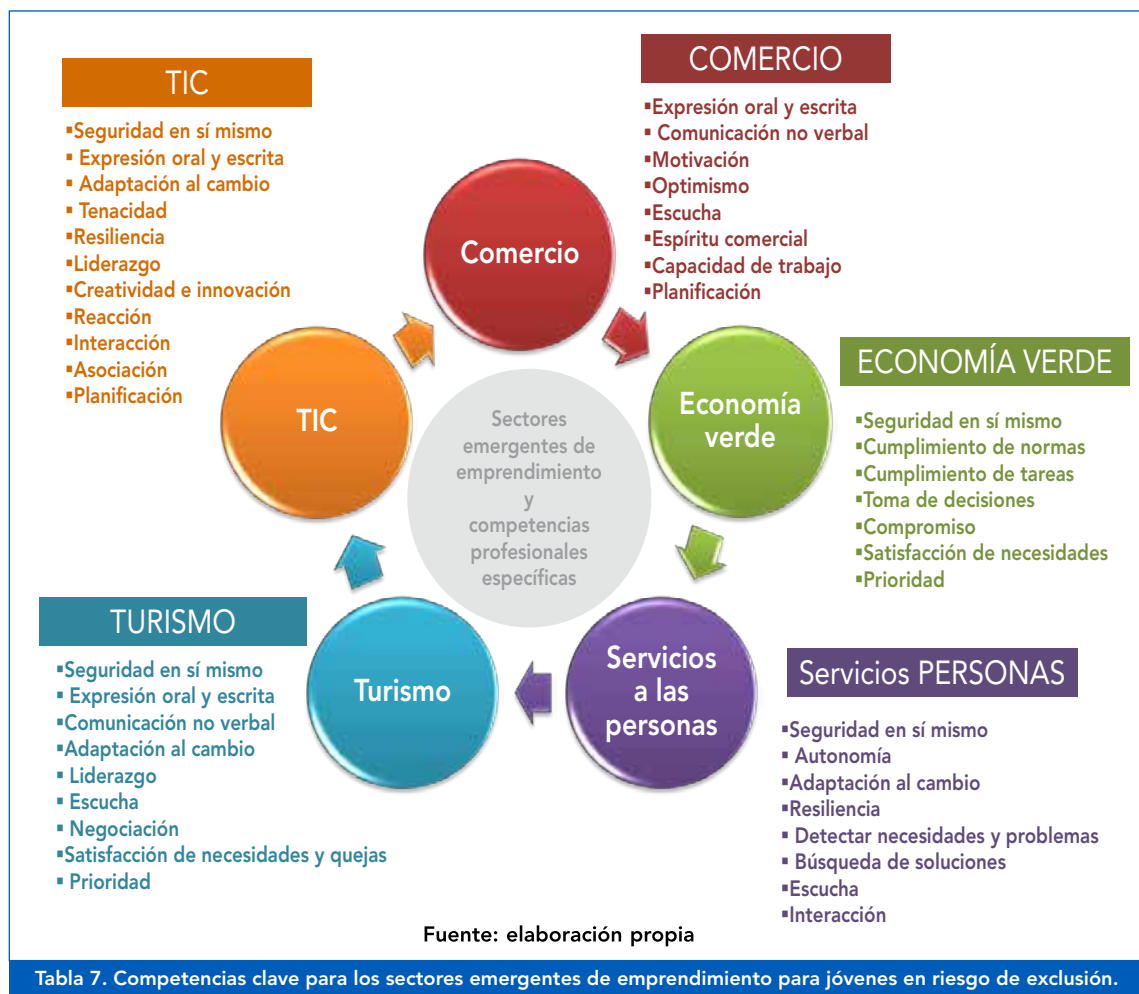 TIC
▪Seguridad en sí mismo
▪ Expresión oral y escrita
▪ Adaptación al cambio
▪ Tenacidad
▪Resiliencia
▪Liderazgo
▪Creatividad e innovación
▪Reacción
▪Interacción
▪Asociación
▪Planificación
COMERCIO
▪Expresión oral y escrita
▪ Comunicación no verbal
▪Motivación
▪Optimismo
▪Escucha
▪Espíritu comercial
▪Capacidad de trabajo
▪Planificación
Comercio
TIC
Economía
verde
Sectores
emergentes de
emprendimiento
y
competencias
profesionales
específicas
ECONOMÍA VERDE
▪Seguridad en sí mismo
▪Cumplimiento de normas
▪Cumplimiento de tareas
▪Toma de decisiones
▪Compromiso
▪Satisfacción de necesidades
▪Prioridad
TURISMO
▪Seguridad en sí mismo
▪ Expresión oral y escrita
▪Comunicación no verbal
▪Adaptación al cambio
▪ Liderazgo
▪ Escucha
▪ Negociación
▪Satisfacción de necesidades y quejas
▪ Prioridad
Turismo
Servicios
a las
personas
Servicios PERSONAS
▪Seguridad en sí mismo
▪ Autonomía
▪Adaptación al cambio
▪Resiliencia
▪ Detectar necesidades y problemas
▪ Búsqueda de soluciones
▪Escucha
▪Interacción
Fuente: elaboración propia
Tabla 7. Competencias clave para los sectores emergentes de emprendimiento para jóvenes en riesgo de exclusión.